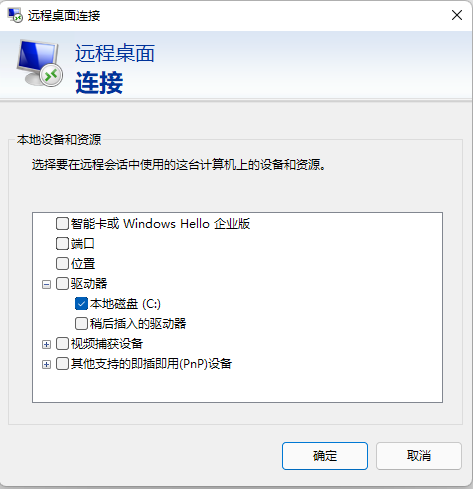 远程桌面连接
远程桌面
连接
本地设备和资源
选择要在远程会话中使用的这台计算机上的设备和资源。
智能卡或 Windows Hello 企业版
端口
位置
驱动器
本地磁盘 (C:)
稍后插入的驱动器
视频捕获设备
其他支持的即插即用(PnP)设备
确定
取消